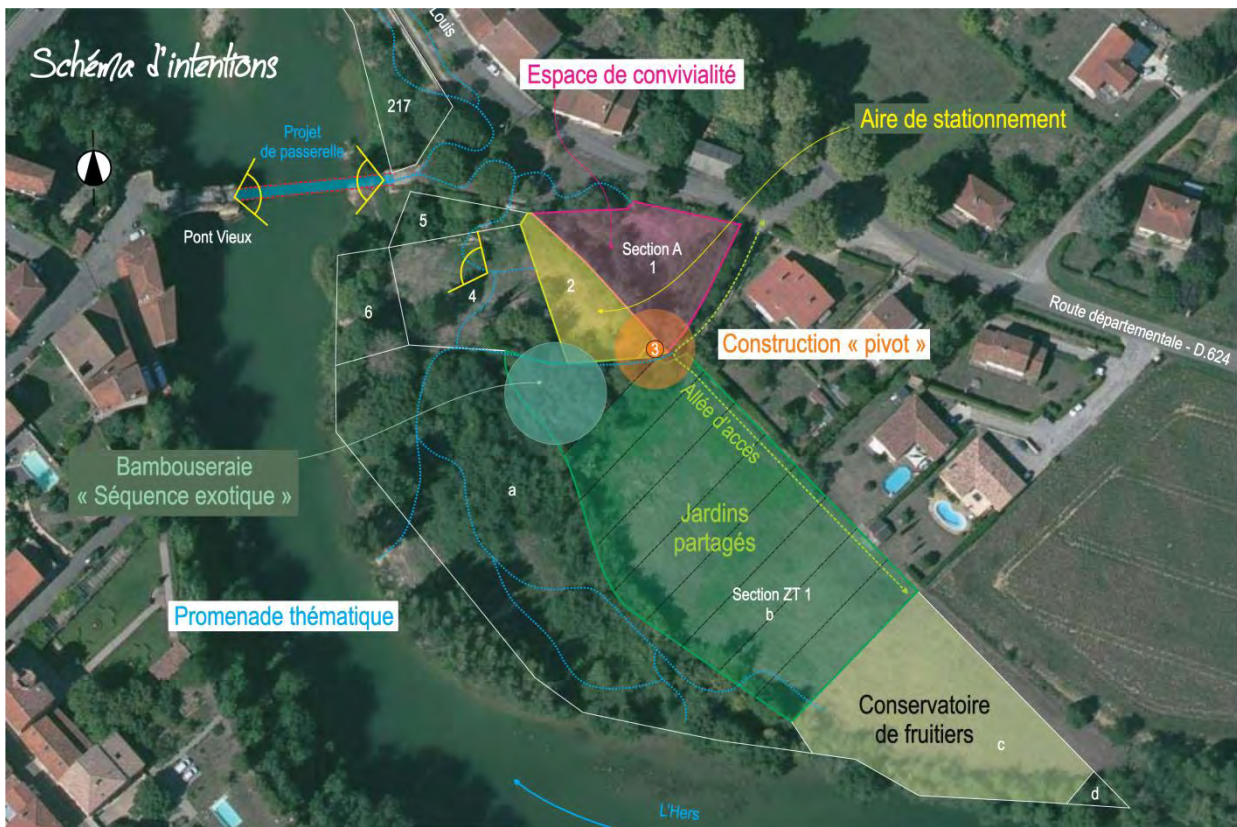 Schéma d'intentions
Louis
Espace de convivialité
217
Aire de stationnement
Projet
de passerelle
Pont Vieux
5
Section A
1
2
4
6
3
Construction « pivot »
Route départementale - D.624
Allée d'accès
Bambouseraie
« Séquence exotique »
a
Jardins
partagés
Section ZT 1
b
Promenade thématique
Conservatoire
de fruitiers
c
d
L'Hers